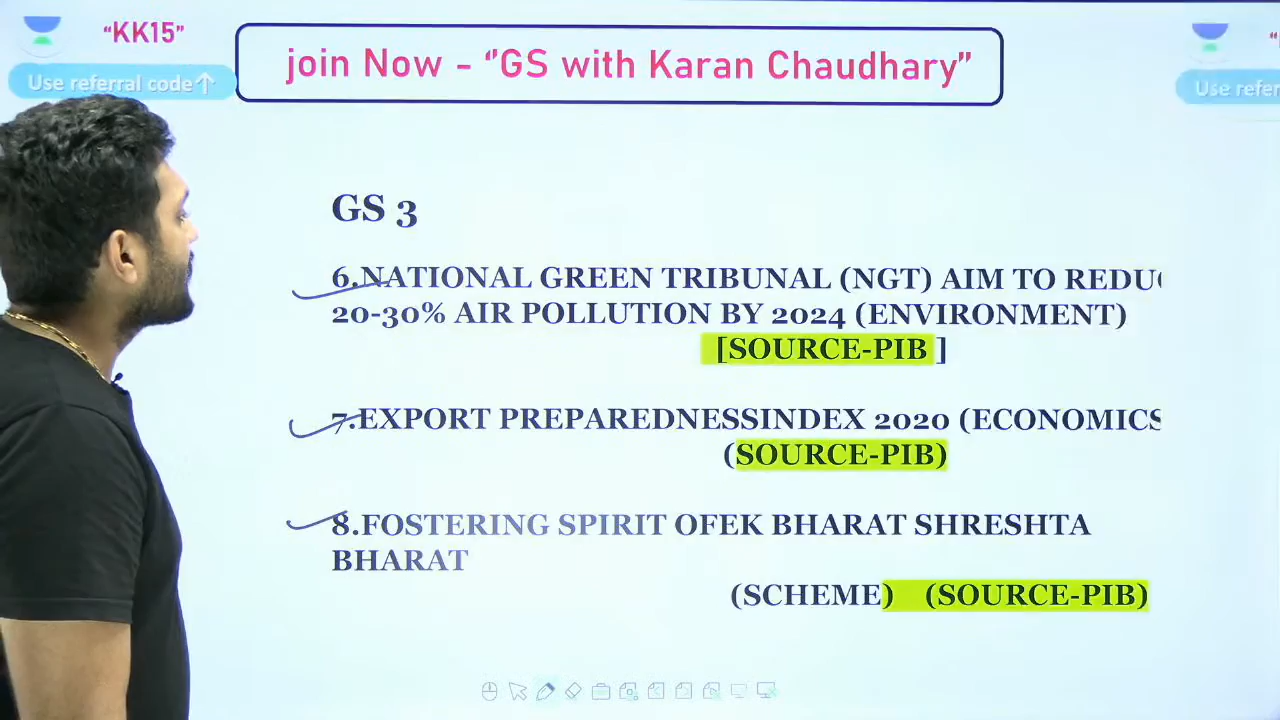 "KK15"
Use referral code
join Now - "GS with Karan Chaudhary"
Use refer
GS 3
6.NATIONAL GREEN TRIBUNAL (NGT) AIM TO REDUC
20-30% AIR POLLUTION BY 2024 (ENVIRONMENT)
[SOURCE-PIB ]
7.EXPORT PREPAREDNESSINDEX 2020 (ECONOMICS
(SOURCE-PIB)
8.FOSTERING SPIRIT OFEK BHARAT SHRESHTA
BHARAT
(SCHEME) (SOURCE-PIB)